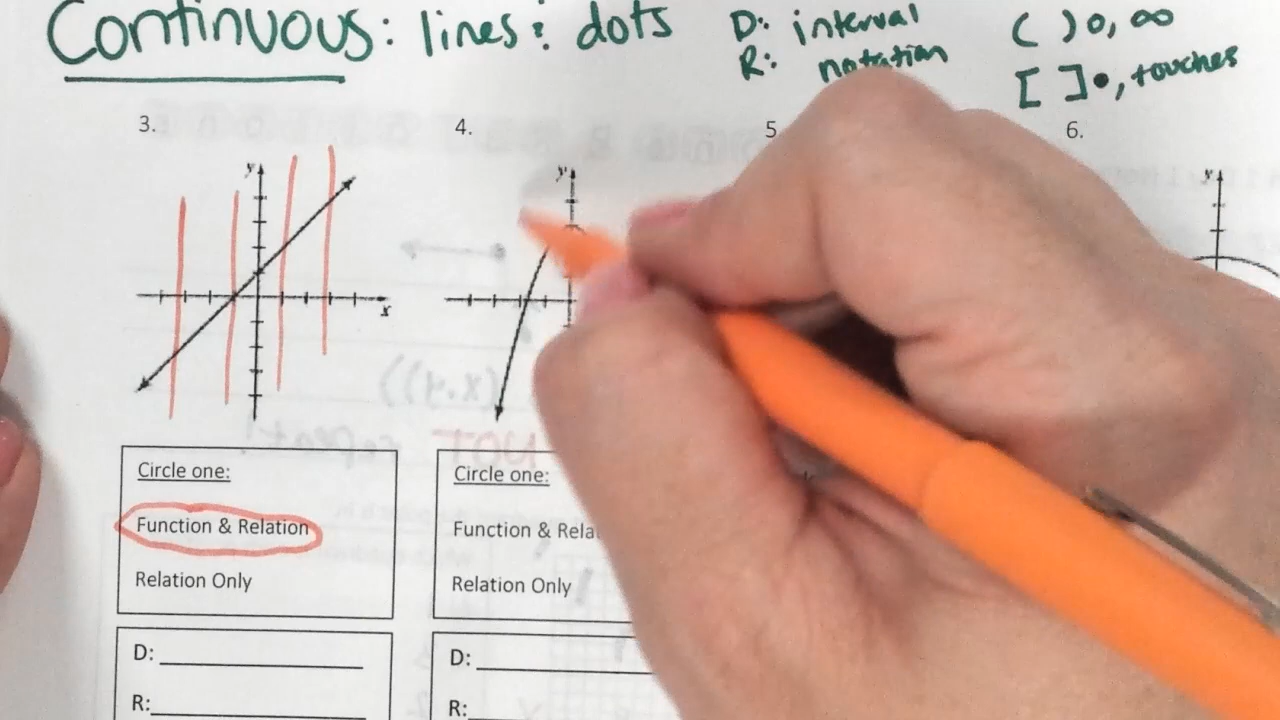 Continuous: lines & dots
D: interval
R: notation
( ) o, ∞
[ ] •, touches
3.
4.
5
6.
y
x
y
y
Circle one:
Function & Relation
Relation Only
D:
R:
Circle one:
Function & Rela
Relation Only
D:
R: